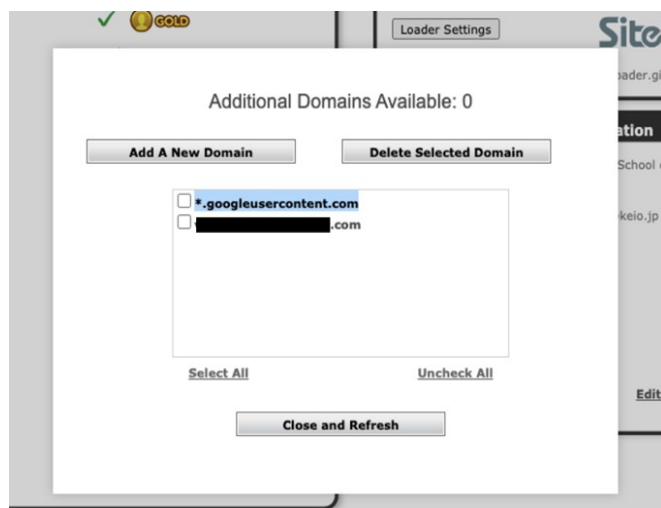 GOLD
Loader Settings
Site
oader.gi
Additional Domains Available: 0
ation
Add A New Domain
Delete Selected Domain
School
*.googleusercontent.com
.com
keio.jp
Select All
Uncheck All
Edit
Close and Refresh